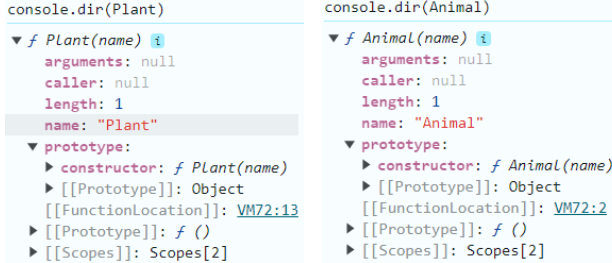 console.dir(Plant)
▼ ƒ Plant(name) i
arguments: null
caller: null
length: 1
name: "Plant"
▼ prototype:
▶ constructor: ƒ Plant(name)
▶ [[Prototype]]: Object
[[FunctionLocation]]: VM72:13
▶ [[Prototype]]: ƒ ()
▶ [[Scopes]]: Scopes[2]
console.dir(Animal)
▼ ƒ Animal(name) i
arguments: null
caller: null
length: 1
name: "Animal"
▼ prototype:
▶ constructor: ƒ Animal(name)
▶ [[Prototype]]: Object
[[FunctionLocation]]: VM72:2
▶ [[Prototype]]: ƒ ()
▶ [[Scopes]]: Scopes[2]